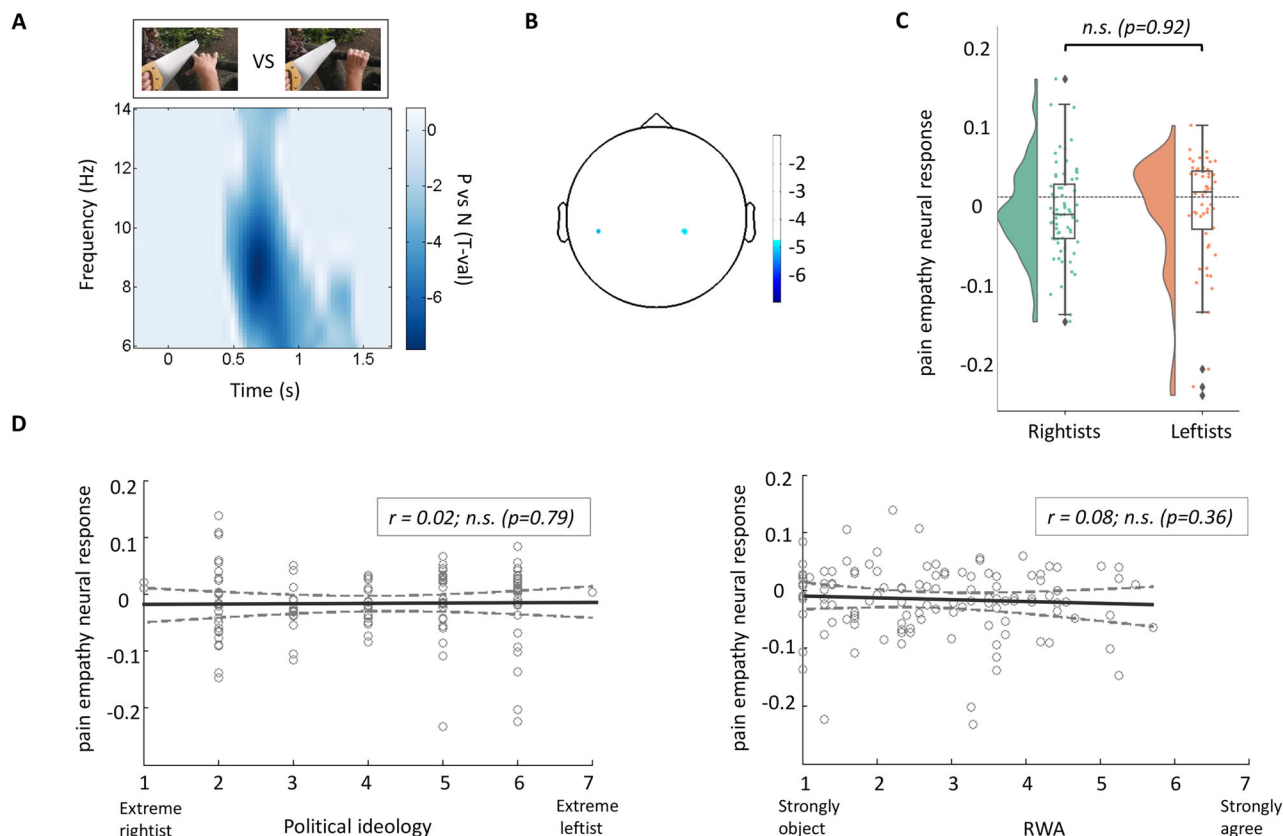 A
VS
14
12
10
8
6
Frequency (Hz)
0
0.5
1
1.5
Time (s)
0
-2
-4
-6
P vs N (T-val)
B
-2
-3
-4
-5
-6
C
n.s. (p=0.92)
0.2
0.1
0
-0.1
-0.2
pain empathy neural response
Rightists
Leftists
D
0.2
0.1
0
-0.1
-0.2
pain empathy neural response
r = 0.02; n.s. (p=0.79)
1 2 3 4 5 6 7
Extreme
rightist
Political ideology
Extreme
leftist
0.2
0.1
0
-0.1
-0.2
pain empathy neural response
r = 0.08; n.s. (p=0.36)
1 2 3 4 5 6 7
Strongly
object
RWA
Strongly
agree